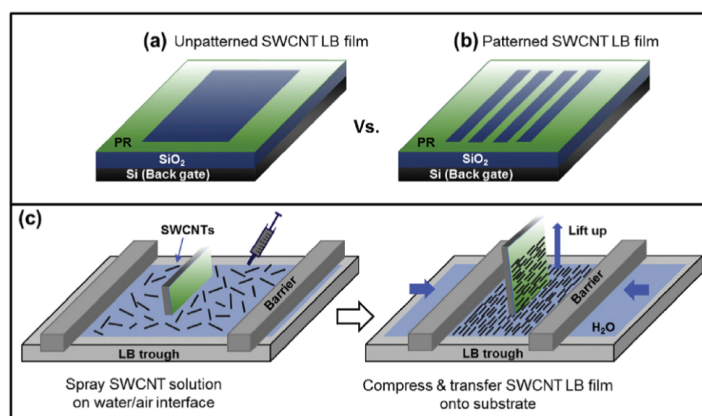 (a) Unpatterned SWCNT LB film
(b) Patterned SWCNT LB film
PR
SiO₂
Si (Back gate)
Vs.
PR
SiO₂
Si (Back gate)
(c)
SWCNTs
Barrier
LB trough
Spray SWCNT solution
on water/air interface
Lift up
Barrier
H₂O
LB trough
Compress & transfer SWCNT LB film
onto substrate